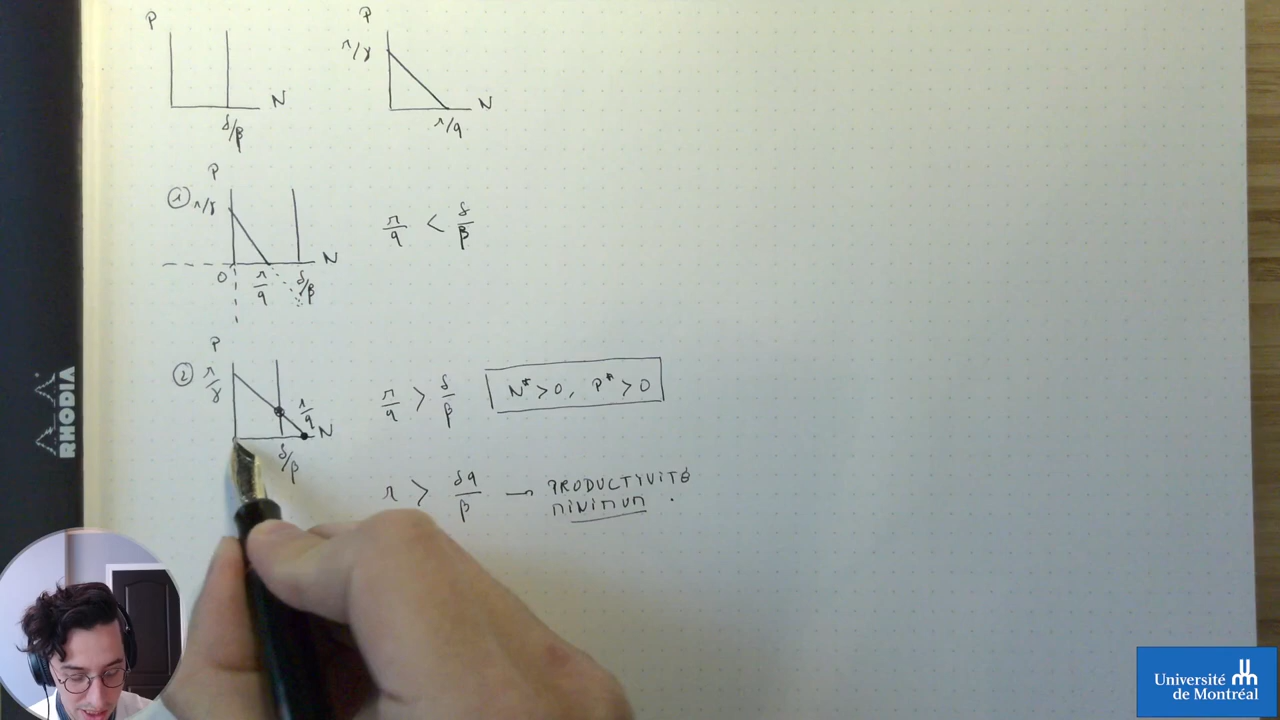 P
N
δ/β
P
r/γ
N
r/q
①
P
r/γ
0
r/q
δ/β
N
r/q < δ/β
②
P
r/γ
r/q
N
δ/β
r/q > δ/β
N* > 0, P* > 0
r > δq/β → PRODUCTIVITÉ
MINIMUM.
RHODIA
Université
de Montréal